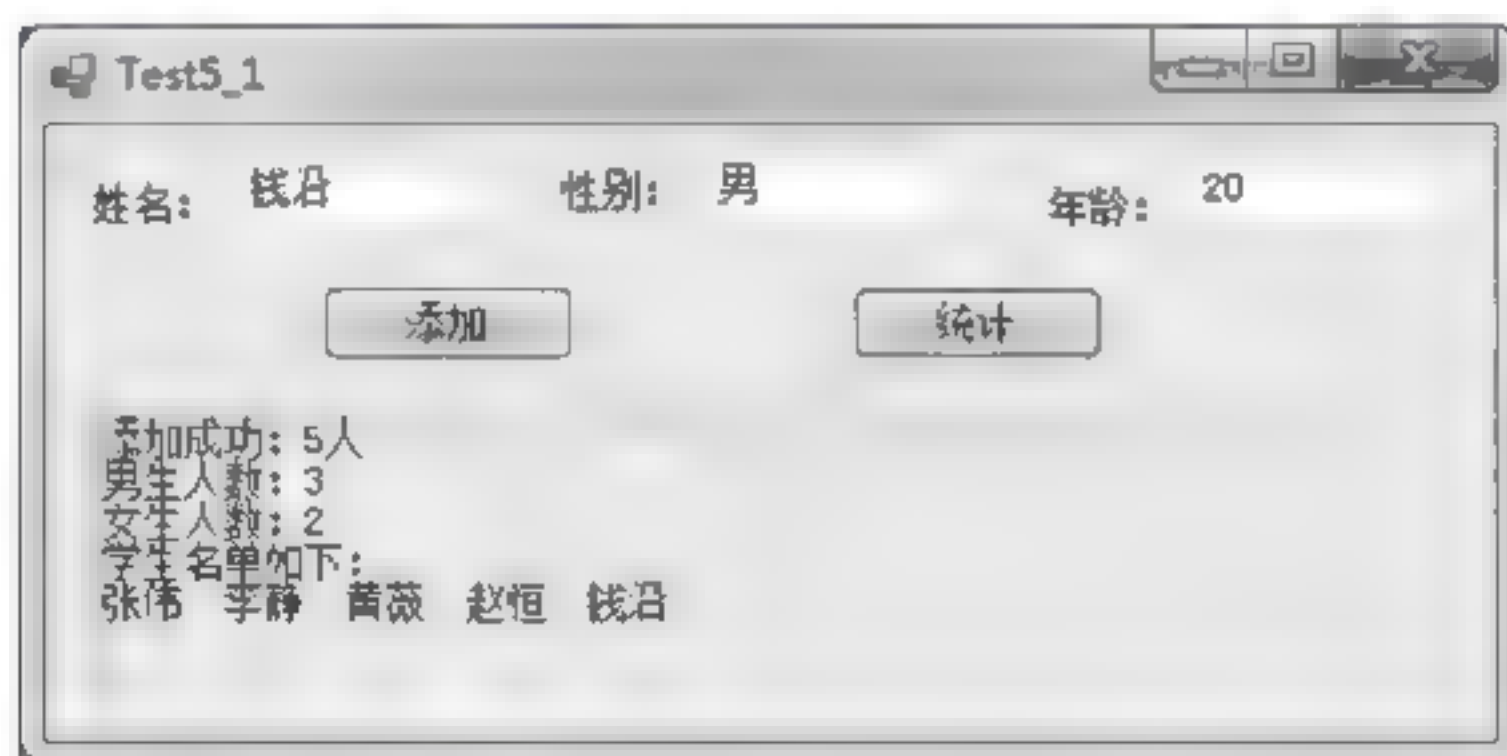 Test5_1
姓名: 钱沿 性别: 男 年龄: 20
添加 统计
添加成功: 5人
男生人数: 3
女生人数: 2
学生名单如下:
张伟 李静 黄薇 赵恒 钱沿